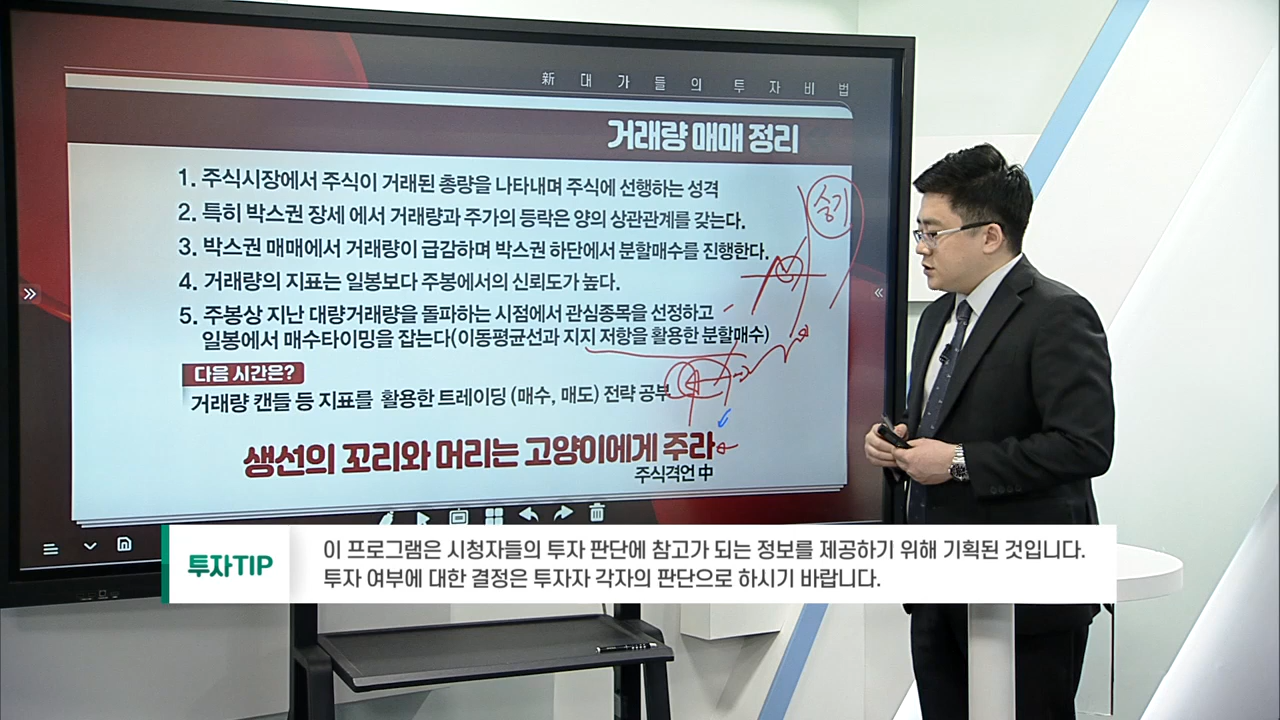 新 대 가 들 의 투 자 비 법
거래량 매매 정리
1. 주식시장에서 주식이 거래된 총량을 나타내며 주식에 선행하는 성격
2. 특히 박스권 장세 에서 거래량과 주가의 등락은 양의 상관관계를 갖는다.
3. 박스권 매매에서 거래량이 급감하며 박스권 하단에서 분할매수를 진행한다.
4. 거래량의 지표는 일봉보다 주봉에서의 신뢰도가 높다.
5. 주봉상 지난 대량거래량을 돌파하는 시점에서 관심종목을 선정하고
일봉에서 매수타이밍을 잡는다(이동평균선과 지지 저항을 활용한 분할매수)
다음 시간은?
거래량 캔들 등 지표를 활용한 트레이딩 (매수, 매도) 전략 공부
생선의 꼬리와 머리는 고양이에게 주라
주식격언 中
투자TIP
이 프로그램은 시청자들의 투자 판단에 참고가 되는 정보를 제공하기 위해 기획된 것입니다.
투자 여부에 대한 결정은 투자자 각자의 판단으로 하시기 바랍니다.